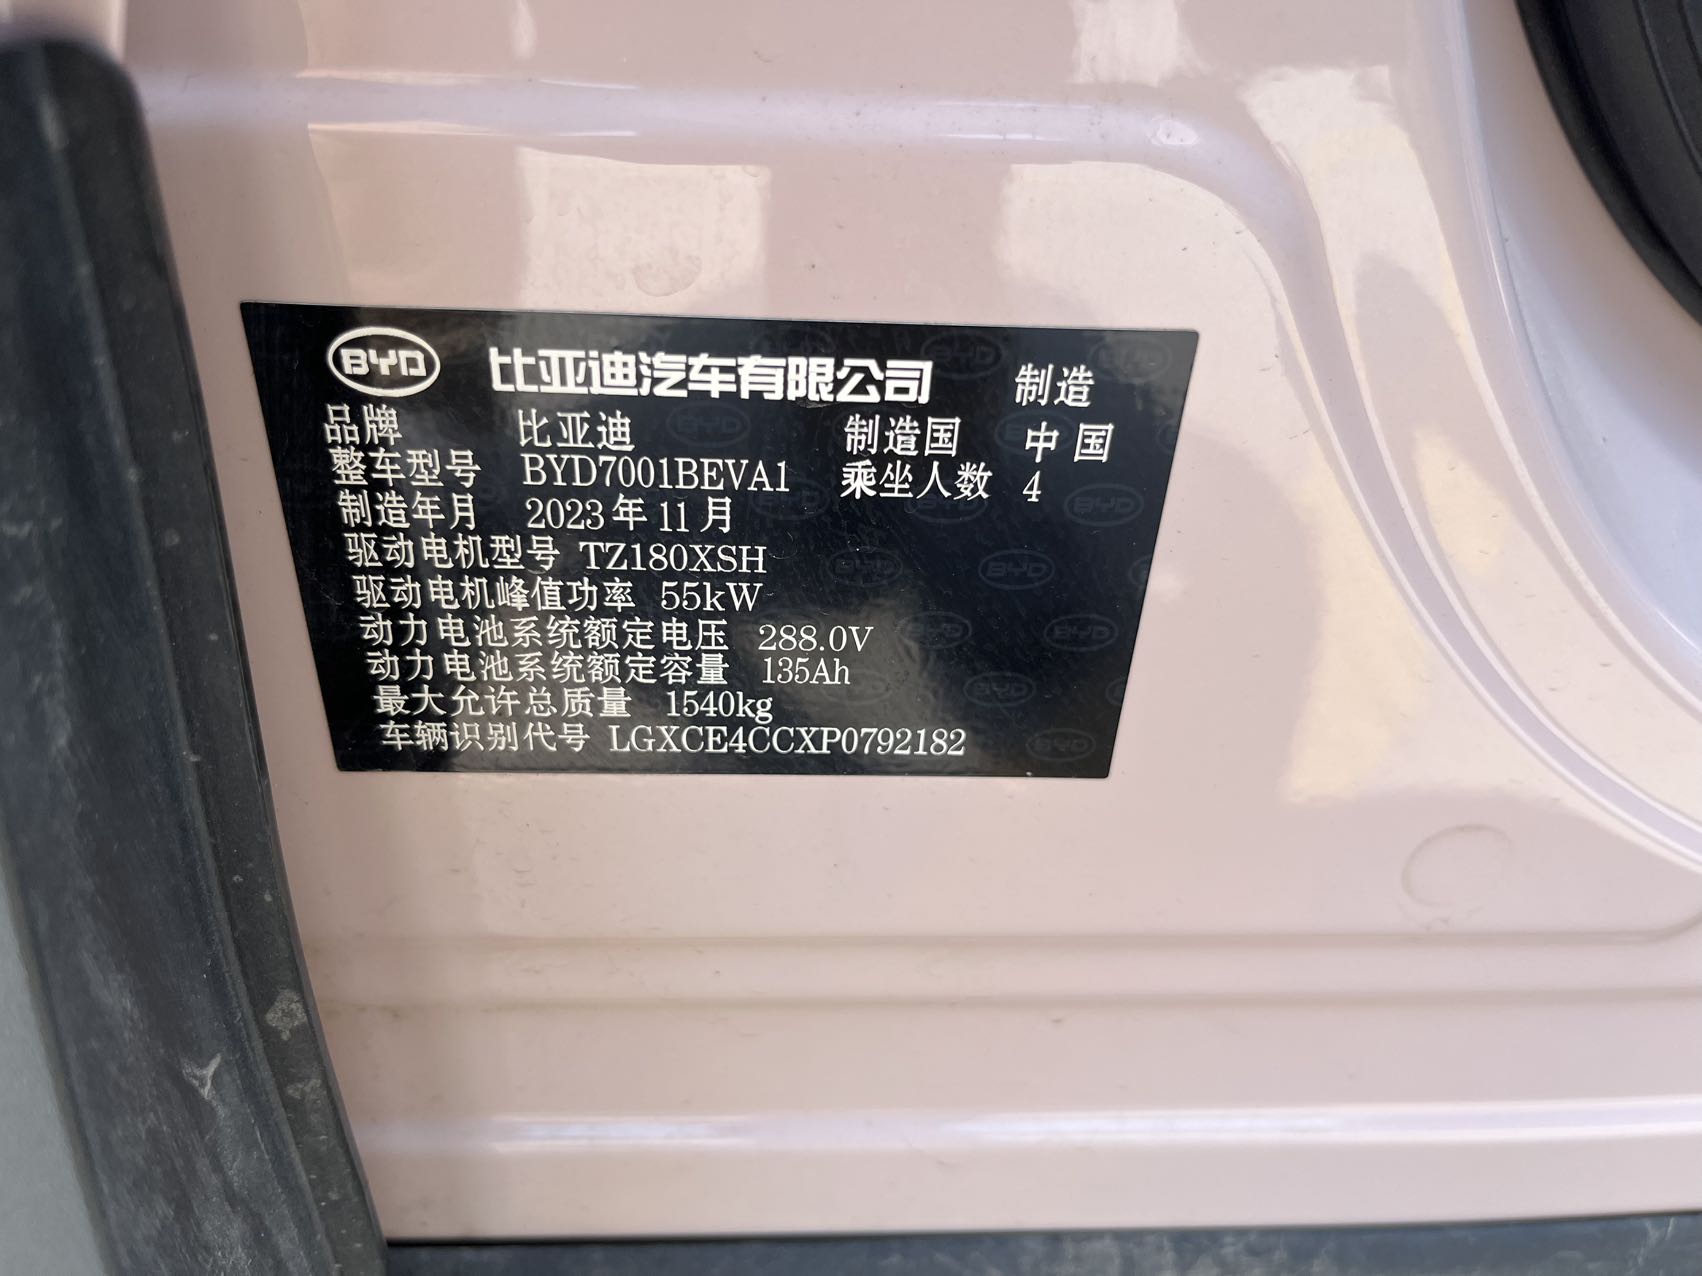 BYD 比亚迪汽车有限公司 制造
品牌 比亚迪 制造国 中国
整车型号 BYD7001BEVA1 乘坐人数 4
制造年月 2023年11月
驱动电机型号 TZ180XSH
驱动电机峰值功率 55kW
动力电池系统额定电压 288.0V
动力电池系统额定容量 135Ah
最大允许总质量 1540kg
车辆识别代号 LGXCE4CCXP0792182